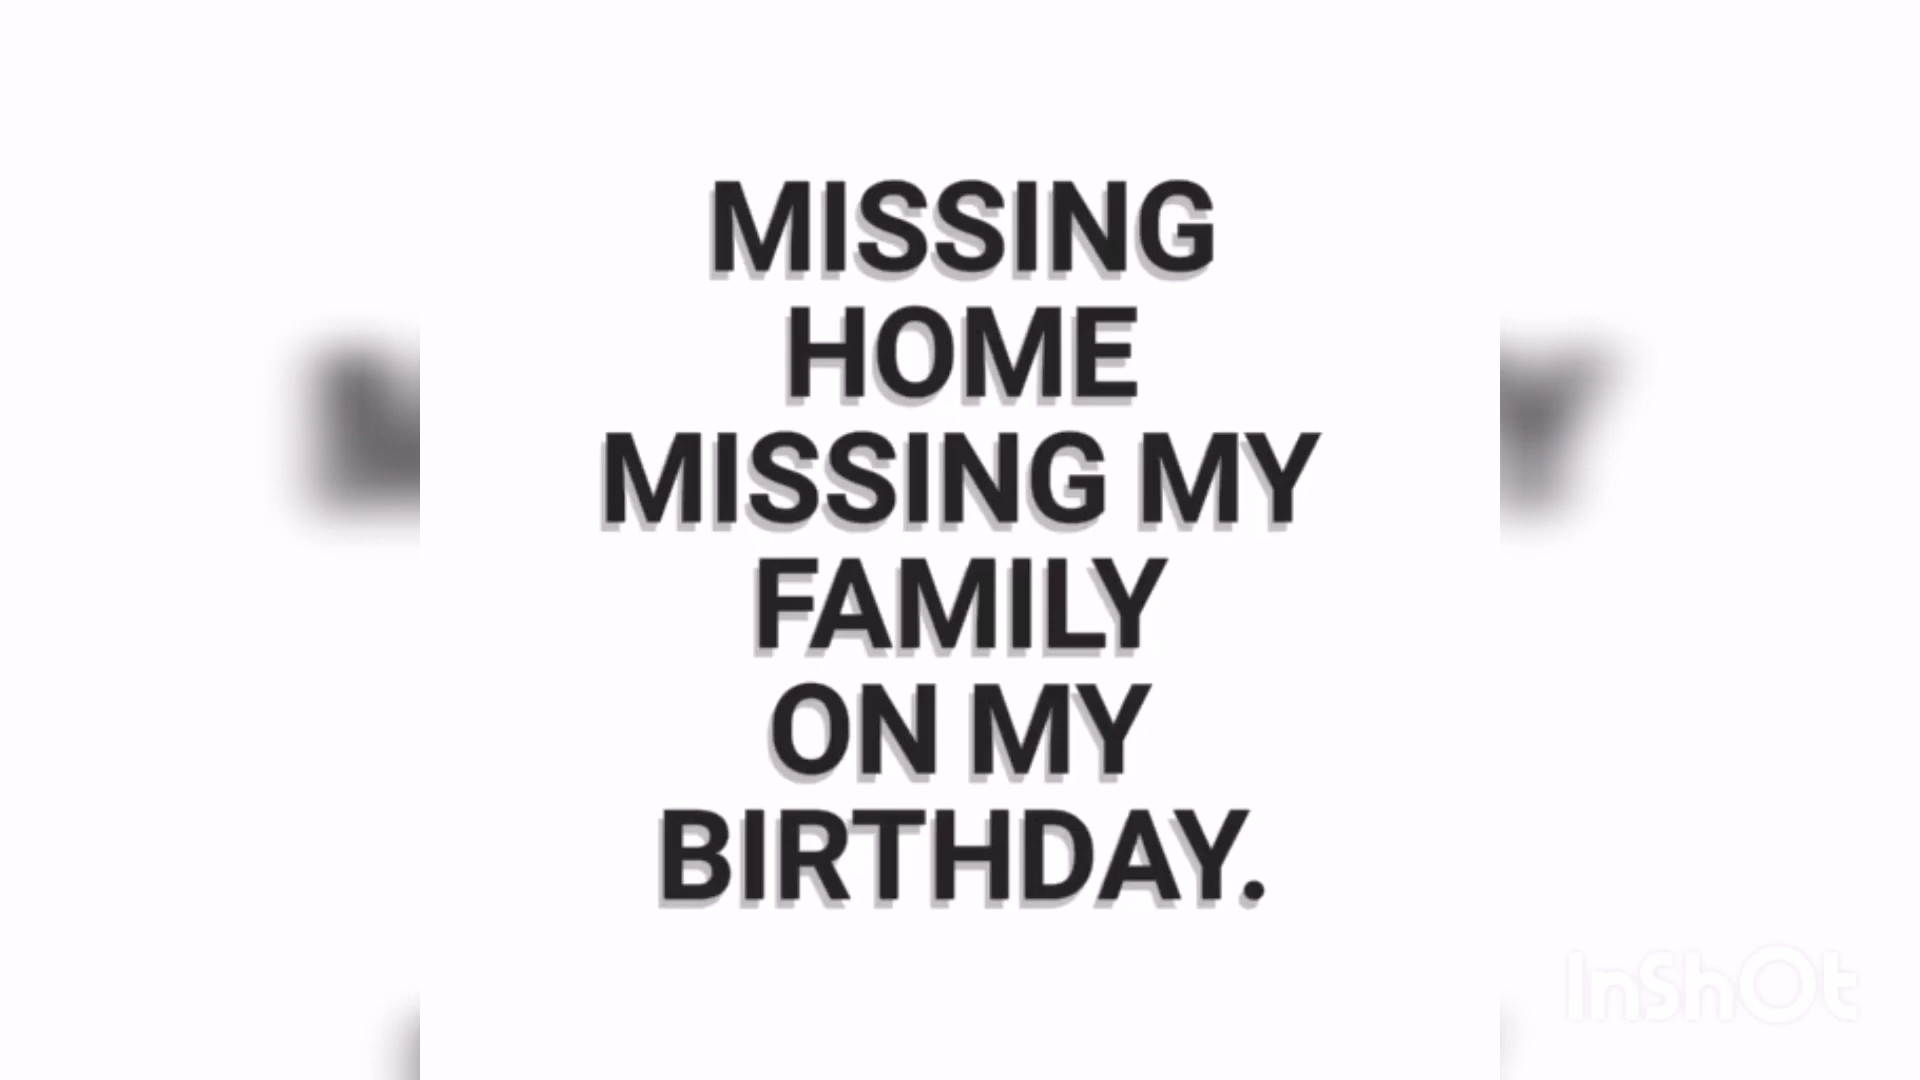 MISSING
HOME
MISSING MY
FAMILY
ON MY
BIRTHDAY.
InShOt